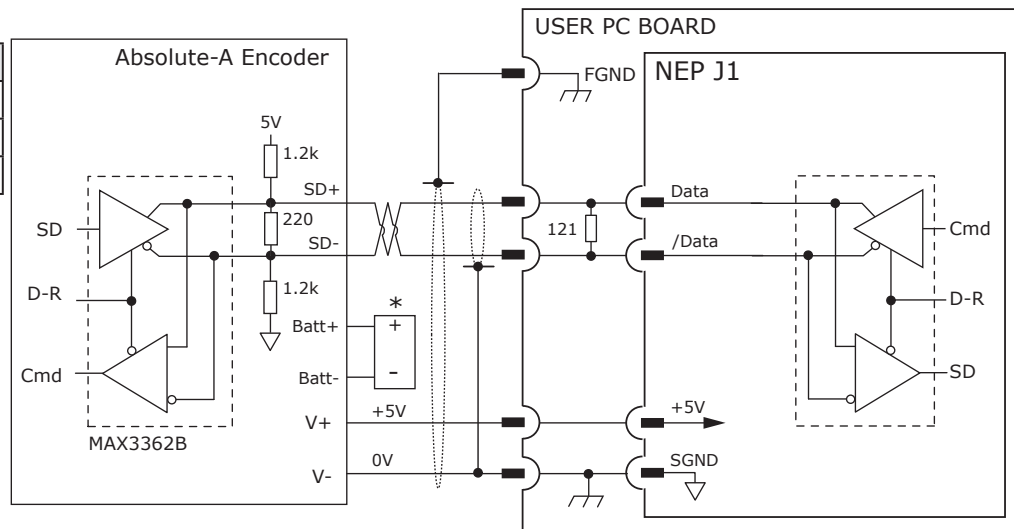 USER PC BOARD
Absolute-A Encoder
NEP J1
FGND
5V
1.2k
SD+
Data
SD
220
121
Cmd
SD-
/Data
D-R
1.2k
D-R
*
Batt+
+
Cmd
SD
Batt-
-
V+
+5V
+5V
MAX3362B
V-
0V
SGND